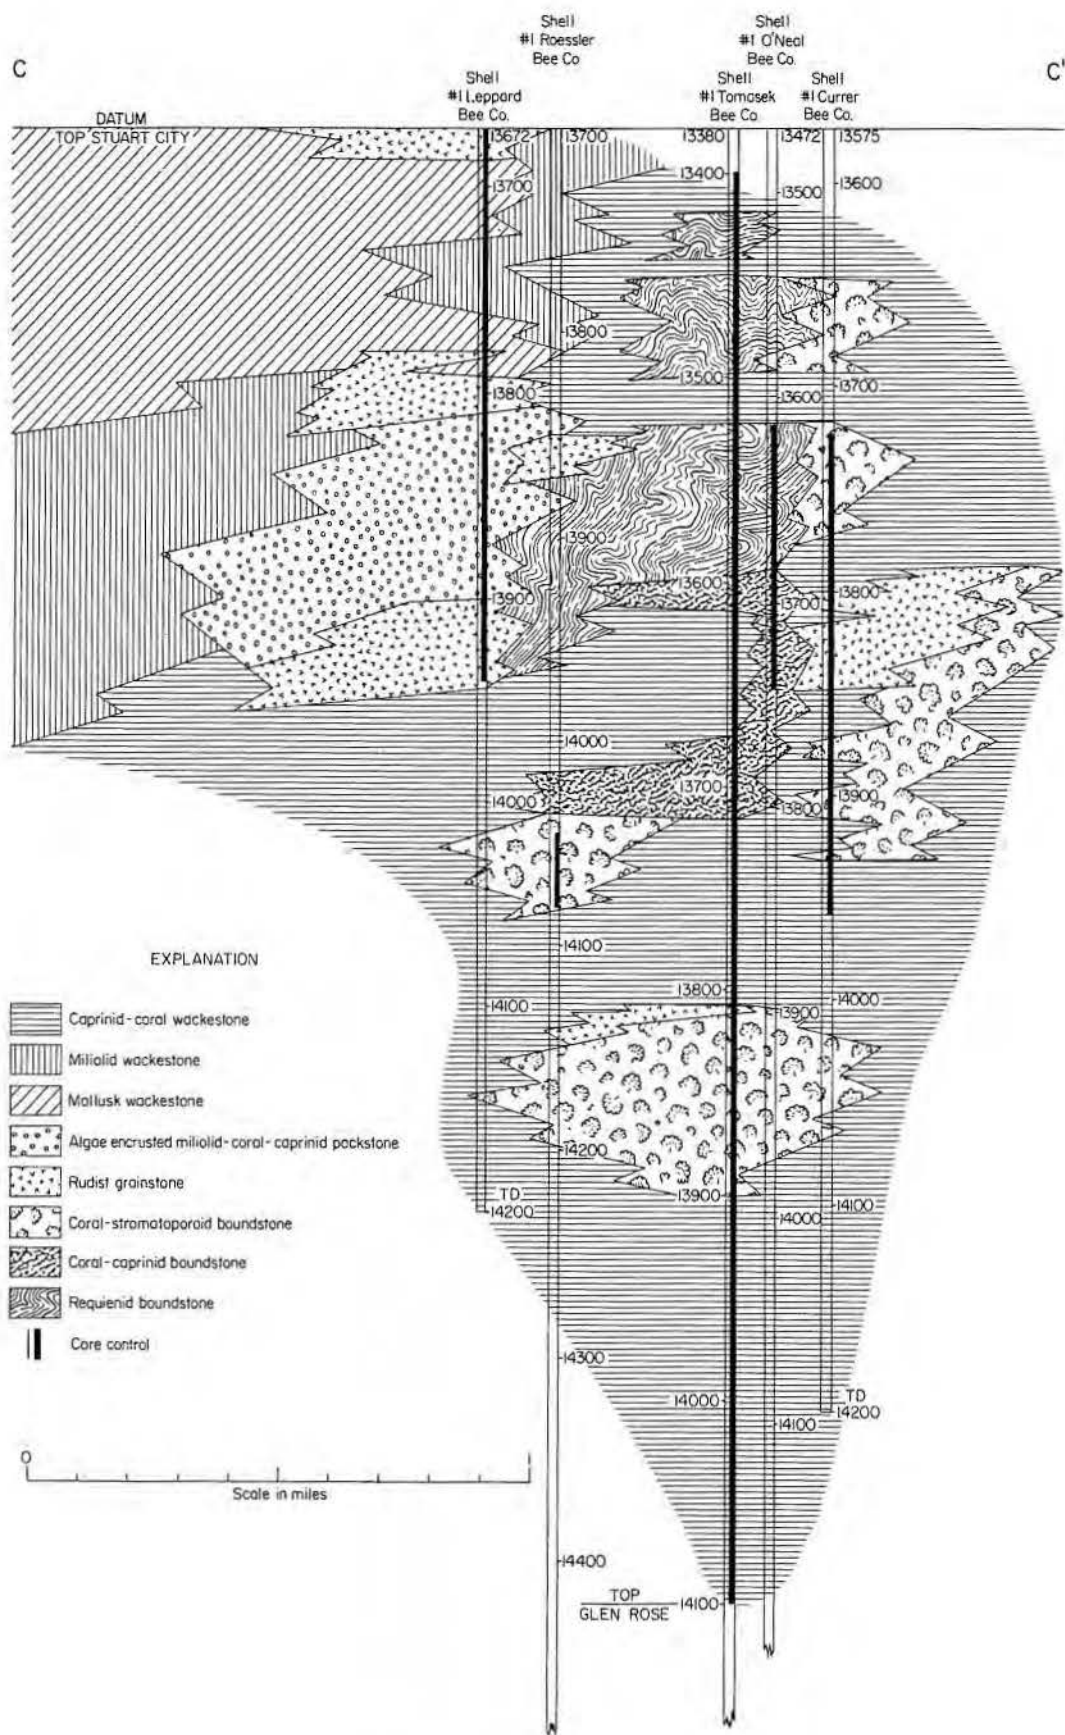 C
C'
Shell
#1 Roessler
Bee Co
Shell
#1 O'Neal
Bee Co.
Shell
#1 Leppard
Bee Co.
Shell
#1 Tomasek
Bee Co
Shell
#1 Currer
Bee Co.
DATUM
TOP STUART CITY
13672
13700
13380
13472
13575
13700
13400
13500
13600
13800
13800
13500
13600
13700
13900
13900
13600
13700
13800
14000
14000
13700
13800
13900
14100
14100
13800
13900
14000
14200
TD
14200
13900
14000
14100
14300
14000
14100
TD
14200
14400
TOP
GLEN ROSE
14100
EXPLANATION
Caprinid-coral wackestone
Miliolid wackestone
Mollusk wackestone
Algae encrusted miliolid-coral-caprinid packstone
Rudist grainstone
Coral-stromatoporoid boundstone
Coral-caprinid boundstone
Requienid boundstone
Core control
0
1
Scale in miles